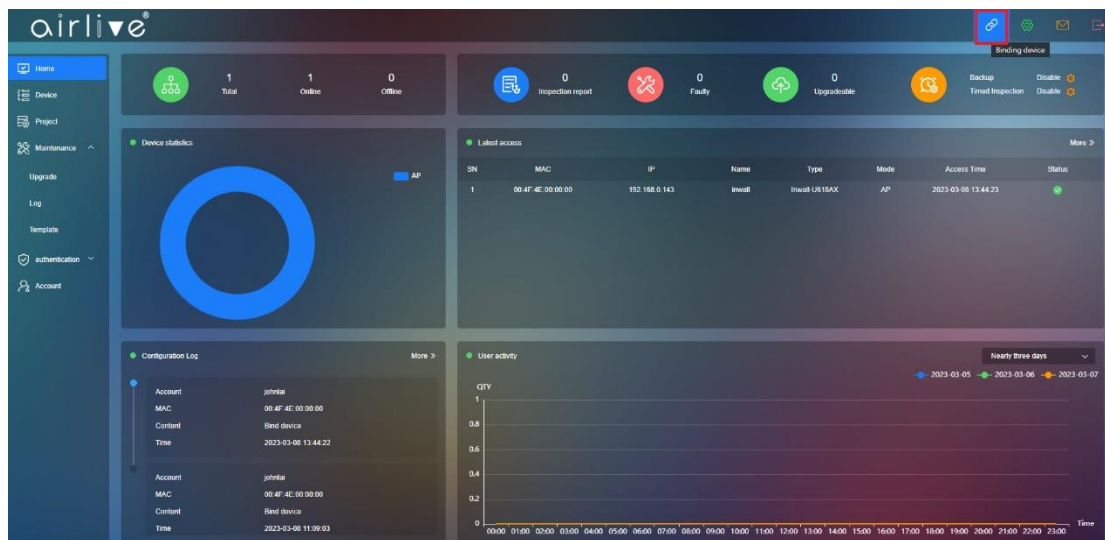 airlive®
Binding device
Home
Device
Project
Maintenance
Upgrade
Log
Template
authentication
Account
1
Total
1
Online
0
Offline
0
Inspection report
0
Faulty
0
Upgradeable
Backup Disable
Timed Inspection Disable
Device statistics
AP
Latest access More »
SN MAC IP Name Type Mode Access Time Status
1 00:4F:4E:00:00:00 192.168.0.143 inwall Inwall-U618AX AP 2023-03-08 13:44:23
Configuration Log More »
Account johnlai
MAC 00:4F:4E:00:00:00
Content Bind device
Time 2023-03-08 13:44:22
Account johnlai
MAC 00:4F:4E:00:00:00
Content Bind device
Time 2023-03-08 11:09:03
User activity Nearly three days
2023-03-05 2023-03-06 2023-03-07
QTY
1
0.8
0.6
0.4
0.2
0
00:00 01:00 02:00 03:00 04:00 05:00 06:00 07:00 08:00 09:00 10:00 11:00 12:00 13:00 14:00 15:00 16:00 17:00 18:00 19:00 20:00 21:00 22:00 23:00 Time